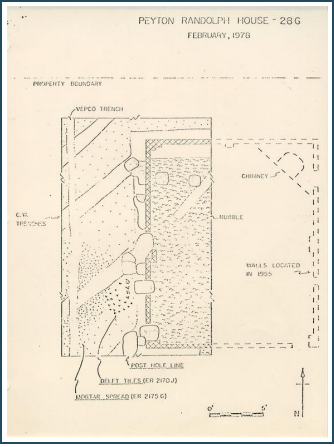 PEYTON RANDOLPH HOUSE - 28G
FEBRUARY, 1978
PROPERTY BOUNDARY
VEPCO TRENCH
CHIMNEY
C.W.
TRENCHES
RUBBLE
WALLS LOCATED
IN 1955
POST HOLE LINE
DELFT TILES (ER 2170J)
MORTAR SPREAD (ER 2175G)
0' 5'
N